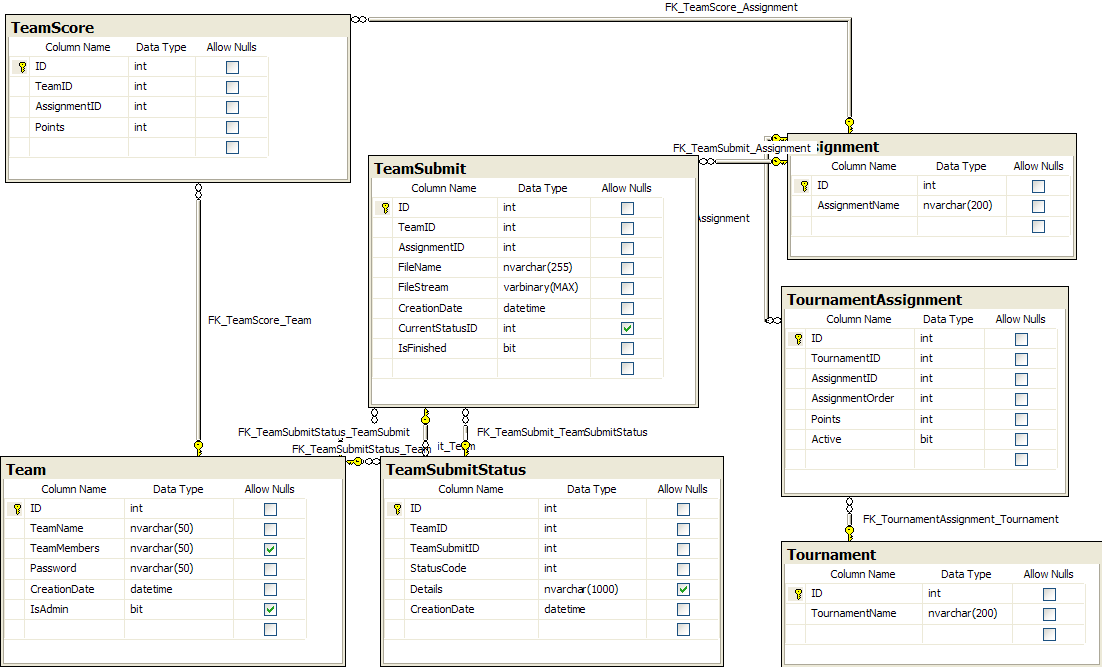 FK_TeamScore_Assignment
TeamScore
Column Name Data Type Allow Nulls
ID int
TeamID int
AssignmentID int
Points int
FK_TeamSubmit_Assignment
signment
Column Name Data Type Allow Nulls
ID int
AssignmentName nvarchar(200)
TeamSubmit
Column Name Data Type Allow Nulls
ID int
TeamID int
AssignmentID int
FileName nvarchar(255)
FileStream varbinary(MAX)
CreationDate datetime
CurrentStatusID int
IsFinished bit
Assignment
TournamentAssignment
Column Name Data Type Allow Nulls
ID int
TournamentID int
AssignmentID int
AssignmentOrder int
Points int
Active bit
FK_TeamScore_Team
FK_TeamSubmitStatus_TeamSubmit
FK_TeamSubmit_TeamSubmitStatus
FK_TeamSubmitStatus_Team
it_Team
Team
Column Name Data Type Allow Nulls
ID int
TeamName nvarchar(50)
TeamMembers nvarchar(50)
Password nvarchar(50)
CreationDate datetime
IsAdmin bit
TeamSubmitStatus
Column Name Data Type Allow Nulls
ID int
TeamID int
TeamSubmitID int
StatusCode int
Details nvarchar(1000)
CreationDate datetime
FK_TournamentAssignment_Tournament
Tournament
Column Name Data Type Allow Nulls
ID int
TournamentName nvarchar(200)